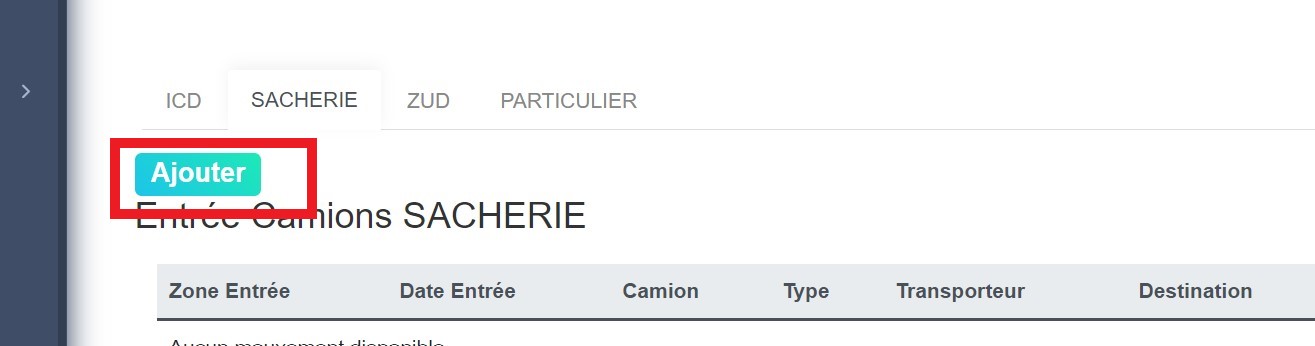 ICD SACHERIE ZUD PARTICULIER
Ajouter
Entrée Camions SACHERIE
Zone Entrée Date Entrée Camion Type Transporteur Destination
Aucun mouvement disponible